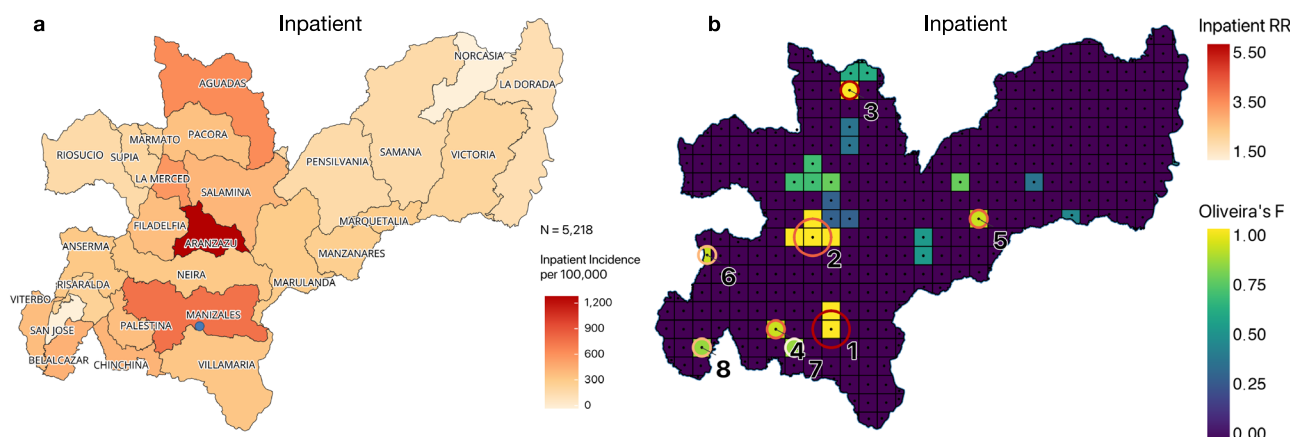 a
Inpatient
NORCASIA
LA DORADA
AGUADAS
MARMATO
PACORA
RIOSUCIO
SUPIA
PENSILVANIA
SAMANA
VICTORIA
LA MERCED
SALAMINA
FILADELFIA
MARQUETALIA
ANSERMA
ARANZAZU
MANZANARES
NEIRA
RISARALDA
MARULANDA
VITERBO
SAN JOSE
PALESTINA
MANIZALES
BELALCAZAR
CHINCHIÑA
VILLAMARIA
N = 5,218
Inpatient Incidence
per 100,000
1,200
900
600
300
0
b
Inpatient
3
5
2
6
4
1
7
8
Inpatient RR
5.50
3.50
1.50
Oliveira's F
1.00
0.75
0.50
0.25
0.00